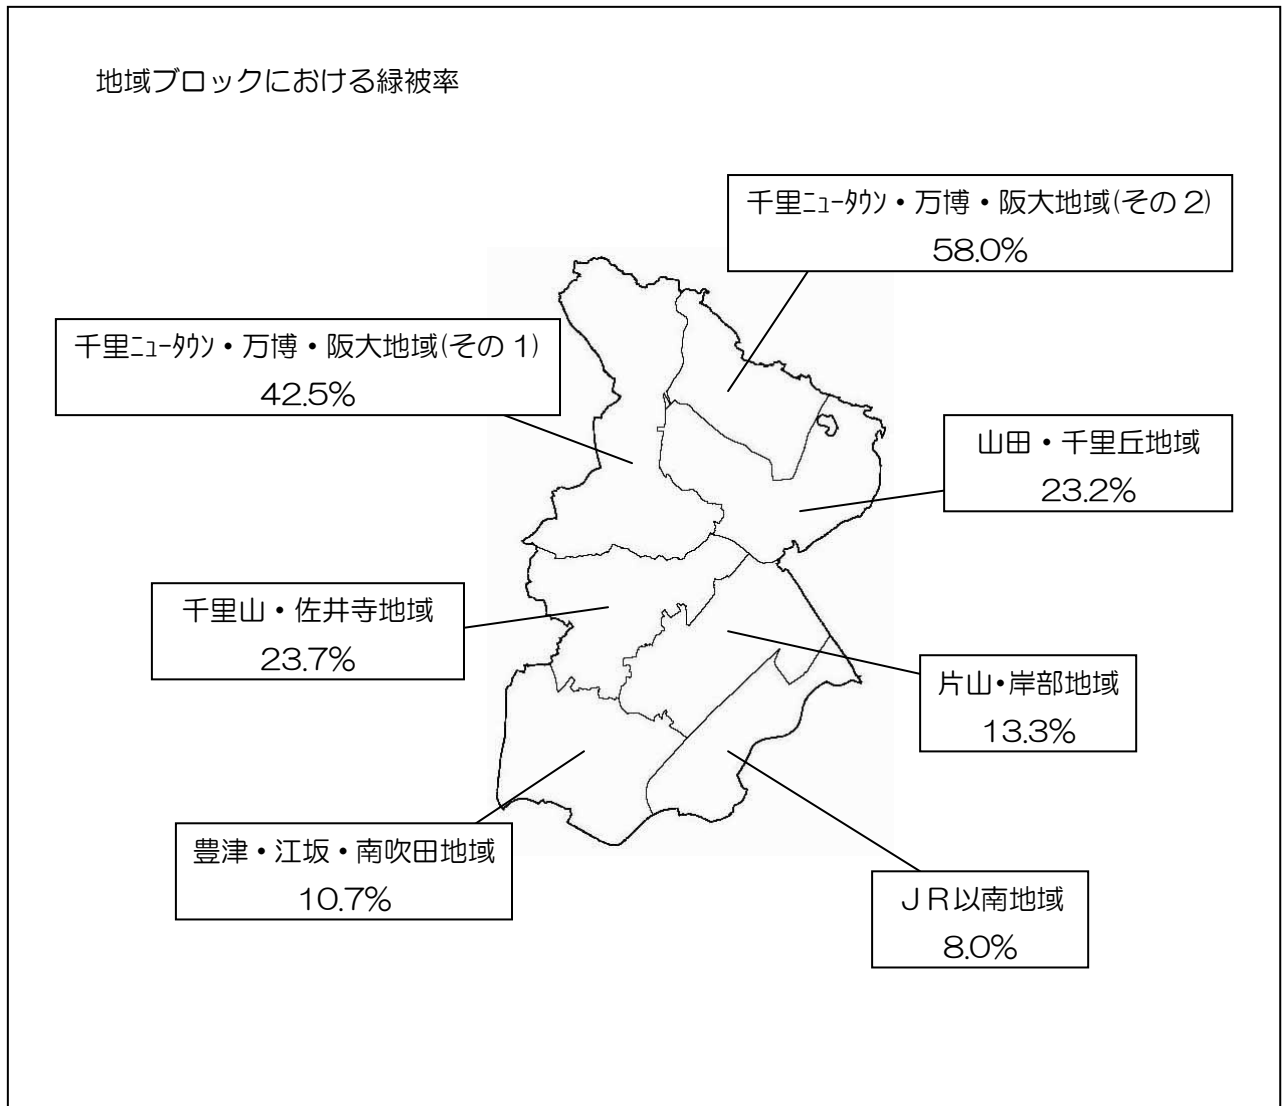 地域ブロックにおける緑被率
千里ﾆｭｰﾀｳﾝ・万博・阪大地域(その2)
58.0%
千里ﾆｭｰﾀｳﾝ・万博・阪大地域(その1)
42.5%
山田・千里丘地域
23.2%
千里山・佐井寺地域
23.7%
片山・岸部地域
13.3%
豊津・江坂・南吹田地域
10.7%
ＪＲ以南地域
8.0%